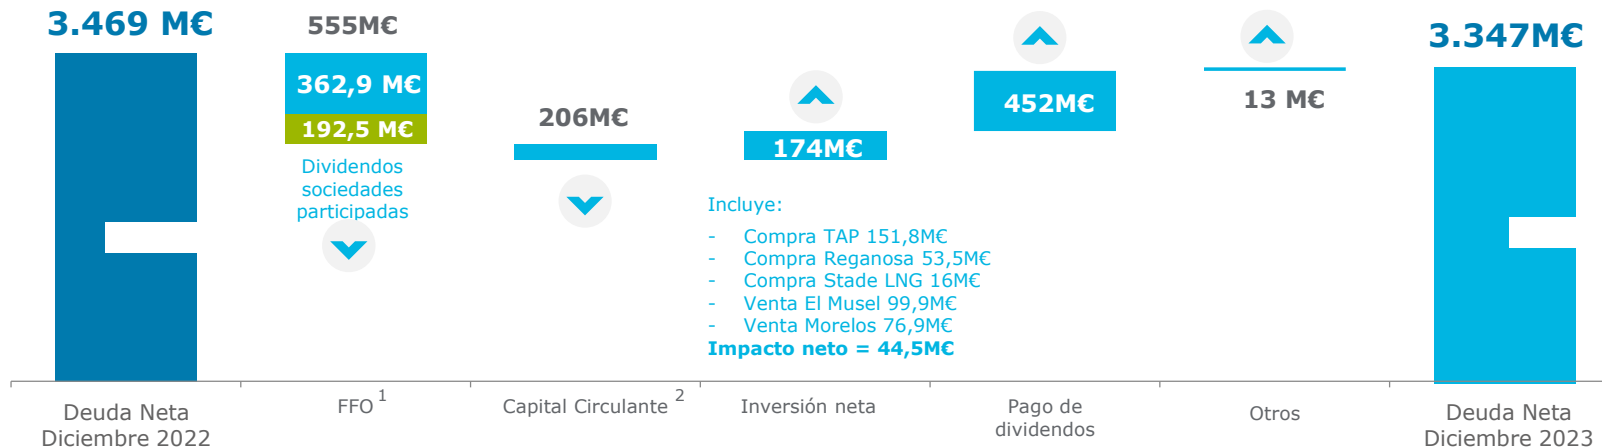 3.469 M€
555M€
362,9 M€
192,5 M€
Dividendos
sociedades
participadas
206M€
174M€
Incluye:
- Compra TAP 151,8M€
- Compra Reganosa 53,5M€
- Compra Stade LNG 16M€
- Venta El Musel 99,9M€
- Venta Morelos 76,9M€
Impacto neto = 44,5M€
452M€
13 M€
3.347M€
Deuda Neta
Diciembre 2022
FFO 1
Capital Circulante 2
Inversión neta
Pago de
dividendos
Otros
Deuda Neta
Diciembre 2023